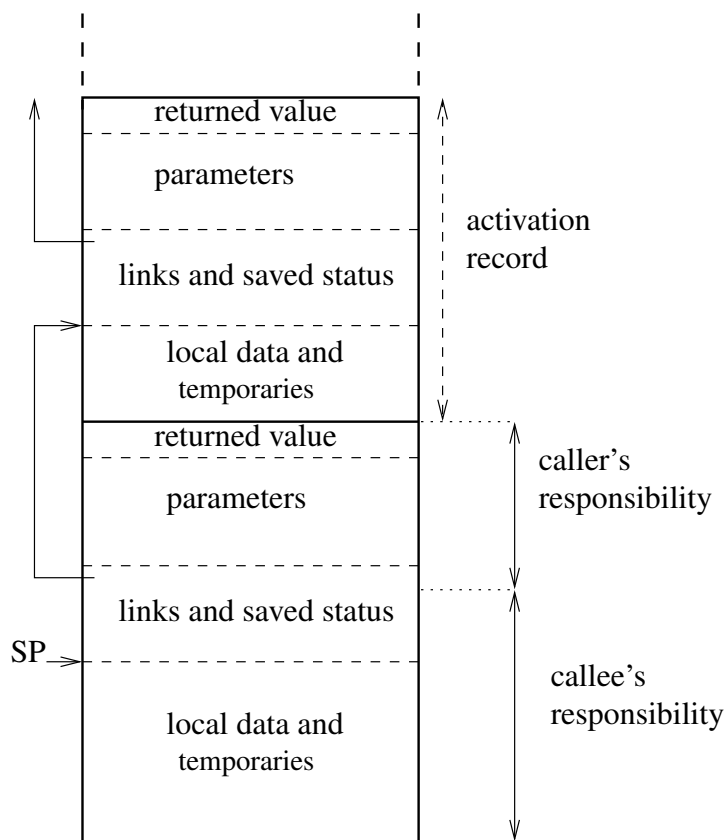 returned value
parameters
activation
record
links and saved status
local data and
temporaries
returned value
caller's
responsibility
parameters
links and saved status
SP
callee's
responsibility
local data and
temporaries